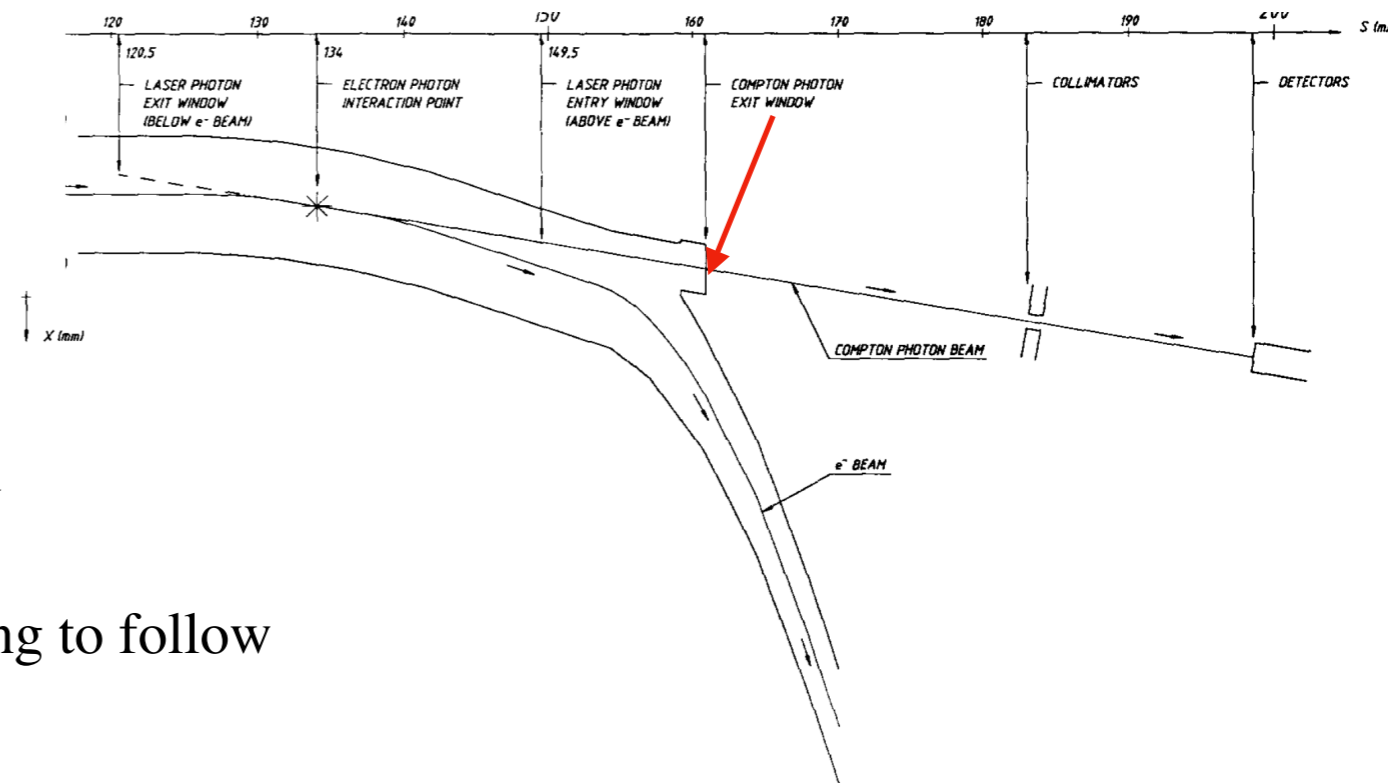 120 130 140 150 160 170 180 190 200
S (m)
120,5
134
149,5
LASER PHOTON
EXIT WINDOW
(BELOW e⁻ BEAM)
ELECTRON PHOTON
INTERACTION POINT
LASER PHOTON
ENTRY WINDOW
(ABOVE e⁻ BEAM)
COMPTON PHOTON
EXIT WINDOW
COLLIMATORS
DETECTORS
X (mm)
COMPTON PHOTON BEAM
e⁻ BEAM
to follow